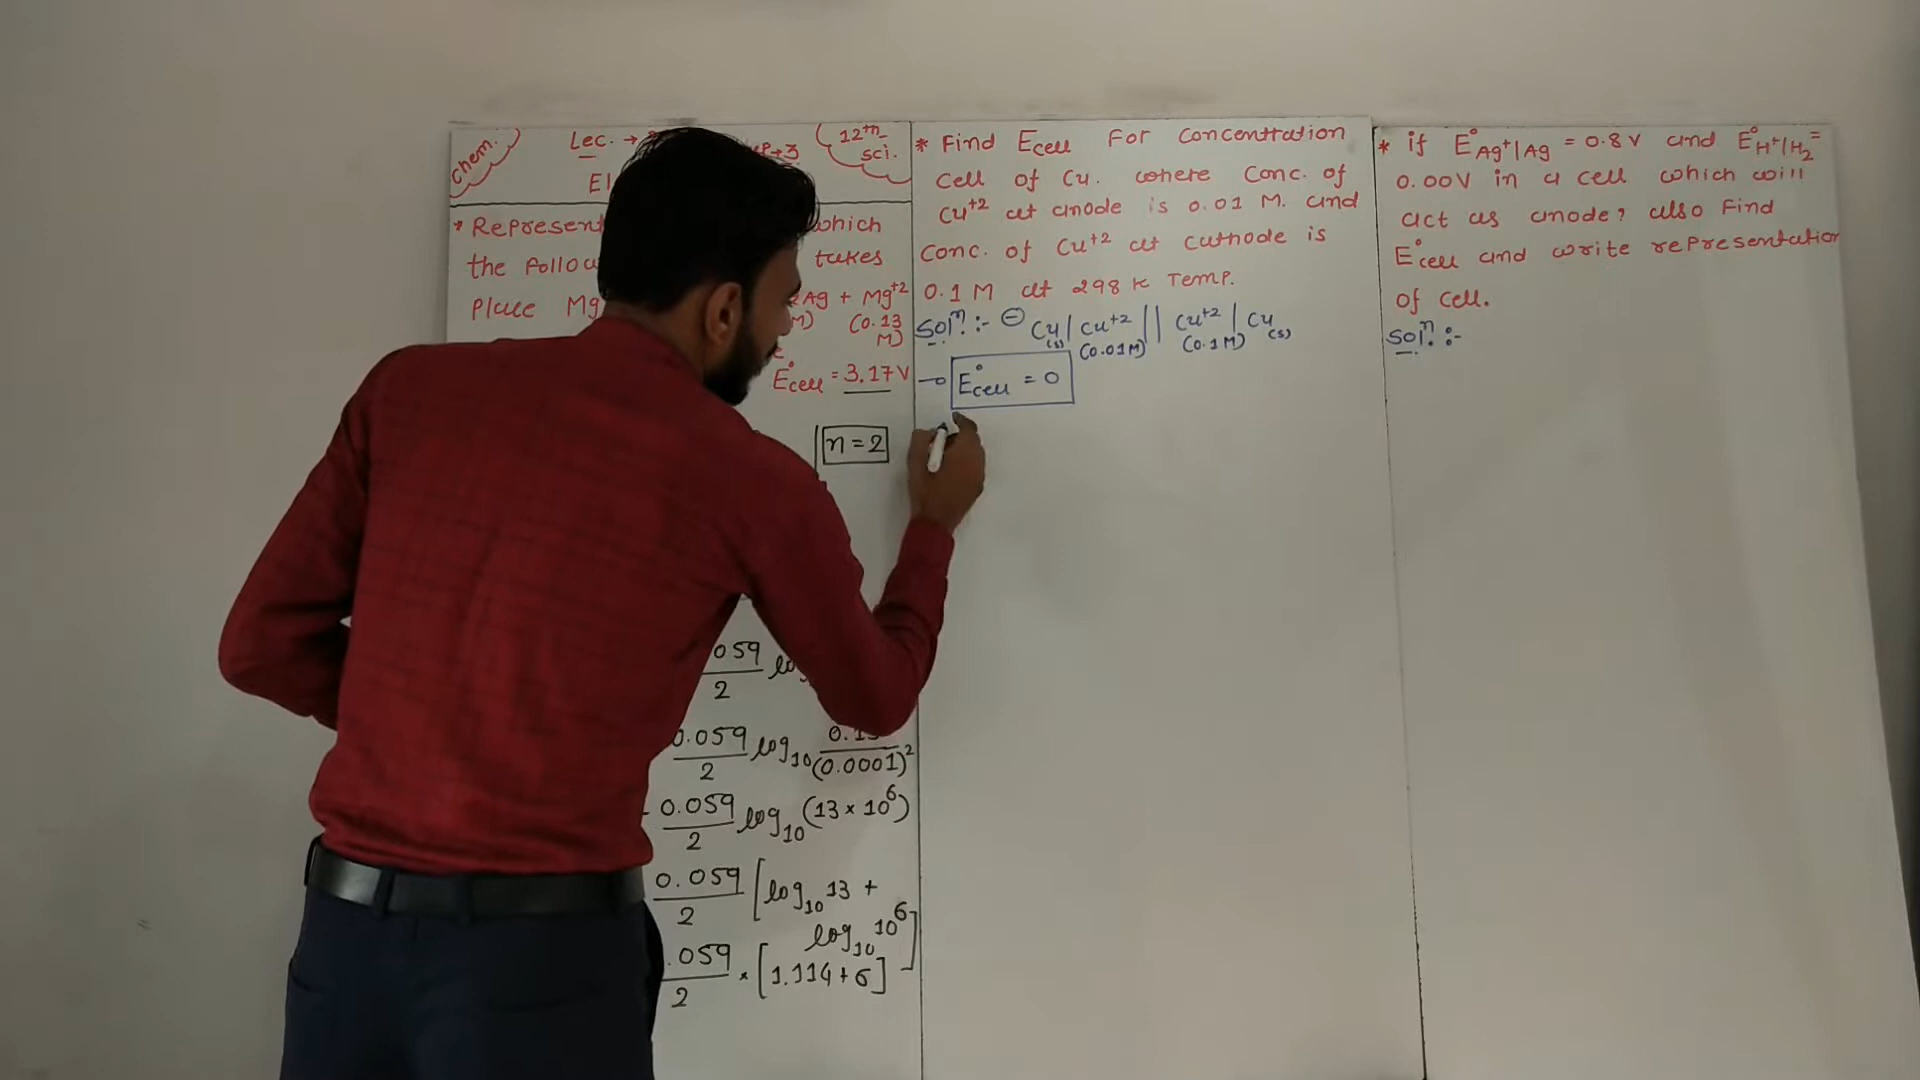 Chem.
Lec. →
P→3
12th
sci.
El
* Represent which
the follow takes
Place Mg 2Ag + Mg+2
M) (0.13
M)
E°cell = 3.17 V
n = 2
059
2
0.059
2 log10 (0.0001)²
0.059
2 log10 (13 × 10⁶)
0.059
2 [log10 13 +
log10 10⁶]
.059
2 × [1.114 + 6]
* Find Ecell For concentration
cell of Cu. where conc. of
Cu+2 at anode is 0.01 M. and
conc. of Cu+2 at cathode is
0.1 M at 298 K Temp.
Solⁿ. :- ⊖ Cu(s) | Cu+2 || Cu+2 | Cu(s)
(0.01M) (0.1M)
→ E°cell = 0
* if E°Ag+|Ag = 0.8 V and E°H+|H2 =
0.00V in a cell which will
act as anode? also Find
E°cell and write representation
of cell.
Solⁿ. :-